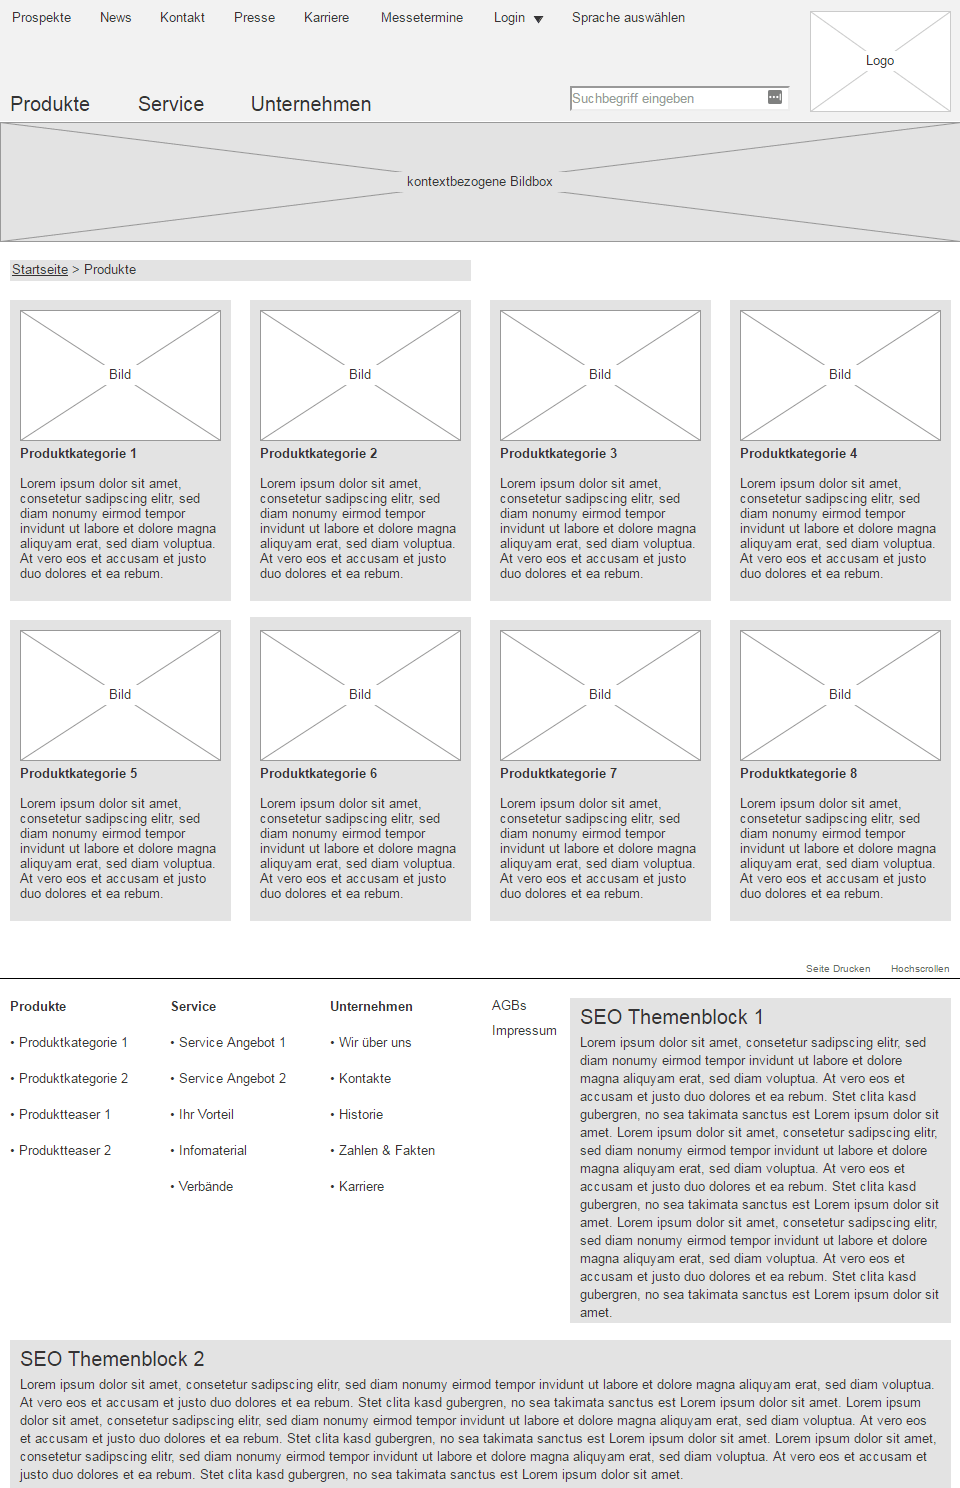 Prospekte News Kontakt Presse Karriere Messetermine Login Sprache auswählen
Logo
Produkte Service Unternehmen
Suchbegriff eingeben
kontextbezogene Bildbox
Startseite > Produkte
Bild
Produktkategorie 1
Lorem ipsum dolor sit amet,
consetetur sadipscing elitr, sed
diam nonumy eirmod tempor
invidunt ut labore et dolore magna
aliquyam erat, sed diam voluptua.
At vero eos et accusam et justo
duo dolores et ea rebum.
Bild
Produktkategorie 2
Lorem ipsum dolor sit amet,
consetetur sadipscing elitr, sed
diam nonumy eirmod tempor
invidunt ut labore et dolore magna
aliquyam erat, sed diam voluptua.
At vero eos et accusam et justo
duo dolores et ea rebum.
Bild
Produktkategorie 3
Lorem ipsum dolor sit amet,
consetetur sadipscing elitr, sed
diam nonumy eirmod tempor
invidunt ut labore et dolore magna
aliquyam erat, sed diam voluptua.
At vero eos et accusam et justo
duo dolores et ea rebum.
Bild
Produktkategorie 4
Lorem ipsum dolor sit amet,
consetetur sadipscing elitr, sed
diam nonumy eirmod tempor
invidunt ut labore et dolore magna
aliquyam erat, sed diam voluptua.
At vero eos et accusam et justo
duo dolores et ea rebum.
Bild
Produktkategorie 5
Lorem ipsum dolor sit amet,
consetetur sadipscing elitr, sed
diam nonumy eirmod tempor
invidunt ut labore et dolore magna
aliquyam erat, sed diam voluptua.
At vero eos et accusam et justo
duo dolores et ea rebum.
Bild
Produktkategorie 6
Lorem ipsum dolor sit amet,
consetetur sadipscing elitr, sed
diam nonumy eirmod tempor
invidunt ut labore et dolore magna
aliquyam erat, sed diam voluptua.
At vero eos et accusam et justo
duo dolores et ea rebum.
Bild
Produktkategorie 7
Lorem ipsum dolor sit amet,
consetetur sadipscing elitr, sed
diam nonumy eirmod tempor
invidunt ut labore et dolore magna
aliquyam erat, sed diam voluptua.
At vero eos et accusam et justo
duo dolores et ea rebum.
Bild
Produktkategorie 8
Lorem ipsum dolor sit amet,
consetetur sadipscing elitr, sed
diam nonumy eirmod tempor
invidunt ut labore et dolore magna
aliquyam erat, sed diam voluptua.
At vero eos et accusam et justo
duo dolores et ea rebum.
Seite Drucken Hochscrollen
Produkte
• Produktkategorie 1
• Produktkategorie 2
• Produktteaser 1
• Produktteaser 2
Service
• Service Angebot 1
• Service Angebot 2
• Ihr Vorteil
• Infomaterial
• Verbände
Unternehmen
• Wir über uns
• Kontakte
• Historie
• Zahlen & Fakten
• Karriere
AGBs
Impressum
SEO Themenblock 1
Lorem ipsum dolor sit amet, consetetur sadipscing elitr, sed
diam nonumy eirmod tempor invidunt ut labore et dolore
magna aliquyam erat, sed diam voluptua. At vero eos et
accusam et justo duo dolores et ea rebum. Stet clita kasd
gubergren, no sea takimata sanctus est Lorem ipsum dolor sit
amet. Lorem ipsum dolor sit amet, consetetur sadipscing elitr,
sed diam nonumy eirmod tempor invidunt ut labore et dolore
magna aliquyam erat, sed diam voluptua. At vero eos et
accusam et justo duo dolores et ea rebum. Stet clita kasd
gubergren, no sea takimata sanctus est Lorem ipsum dolor sit
amet. Lorem ipsum dolor sit amet, consetetur sadipscing elitr,
sed diam nonumy eirmod tempor invidunt ut labore et dolore
magna aliquyam erat, sed diam voluptua. At vero eos et
accusam et justo duo dolores et ea rebum. Stet clita kasd
gubergren, no sea takimata sanctus est Lorem ipsum dolor sit
amet.
SEO Themenblock 2
Lorem ipsum dolor sit amet, consetetur sadipscing elitr, sed diam nonumy eirmod tempor invidunt ut labore et dolore magna aliquyam erat, sed diam voluptua.
At vero eos et accusam et justo duo dolores et ea rebum. Stet clita kasd gubergren, no sea takimata sanctus est Lorem ipsum dolor sit amet. Lorem ipsum
dolor sit amet, consetetur sadipscing elitr, sed diam nonumy eirmod tempor invidunt ut labore et dolore magna aliquyam erat, sed diam voluptua. At vero eos
et accusam et justo duo dolores et ea rebum. Stet clita kasd gubergren, no sea takimata sanctus est Lorem ipsum dolor sit amet. Lorem ipsum dolor sit amet,
consetetur sadipscing elitr, sed diam nonumy eirmod tempor invidunt ut labore et dolore magna aliquyam erat, sed diam voluptua. At vero eos et accusam et
justo duo dolores et ea rebum. Stet clita kasd gubergren, no sea takimata sanctus est Lorem ipsum dolor sit amet.